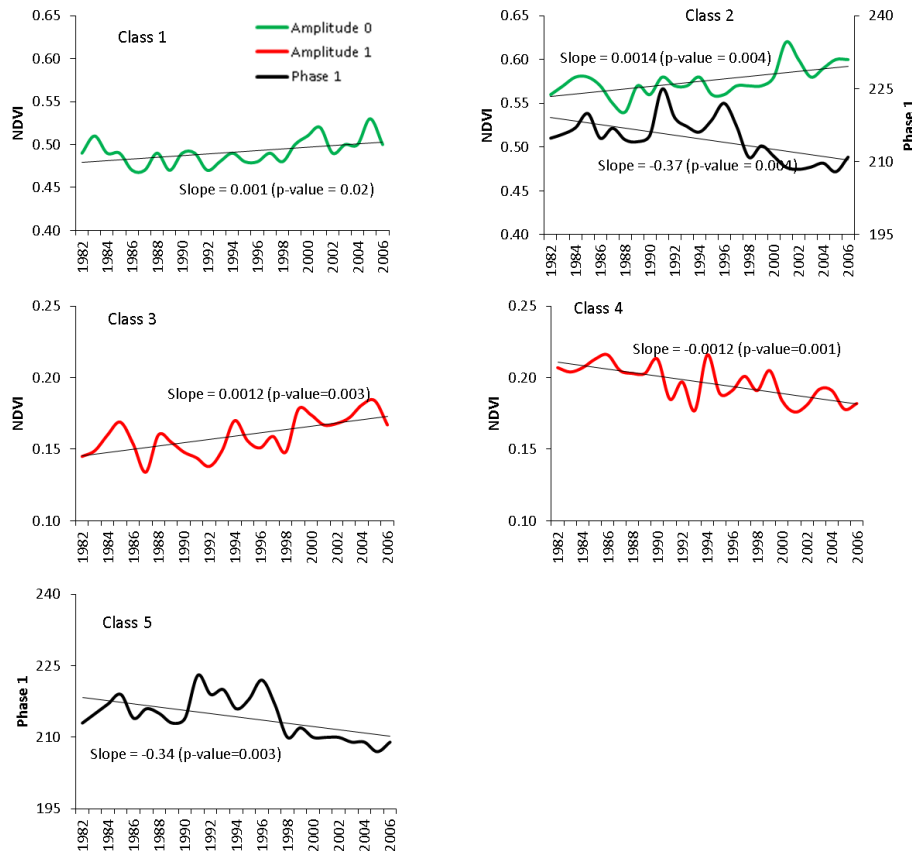 Class 1
Amplitude 0
Amplitude 1
Phase 1
NDVI
0.65
0.60
0.55
0.50
0.45
0.40
Slope = 0.001 (p-value = 0.02)
1982 1984 1986 1988 1990 1992 1994 1996 1998 2000 2002 2004 2006
Class 2
NDVI
0.65
0.60
0.55
0.50
0.45
0.40
Slope = 0.0014 (p-value = 0.004)
Slope = -0.37 (p-value = 0.004)
240
225
210
195
Phase 1
1982 1984 1986 1988 1990 1992 1994 1996 1998 2000 2002 2004 2006
Class 3
NDVI
0.25
0.20
0.15
0.10
Slope = 0.0012 (p-value=0.003)
1982 1984 1986 1988 1990 1992 1994 1996 1998 2000 2002 2004 2006
Class 4
NDVI
0.25
0.20
0.15
0.10
Slope = -0.0012 (p-value=0.001)
1982 1984 1986 1988 1990 1992 1994 1996 1998 2000 2002 2004 2006
Class 5
Phase 1
240
225
210
195
Slope = -0.34 (p-value=0.003)
1982 1984 1986 1988 1990 1992 1994 1996 1998 2000 2002 2004 2006